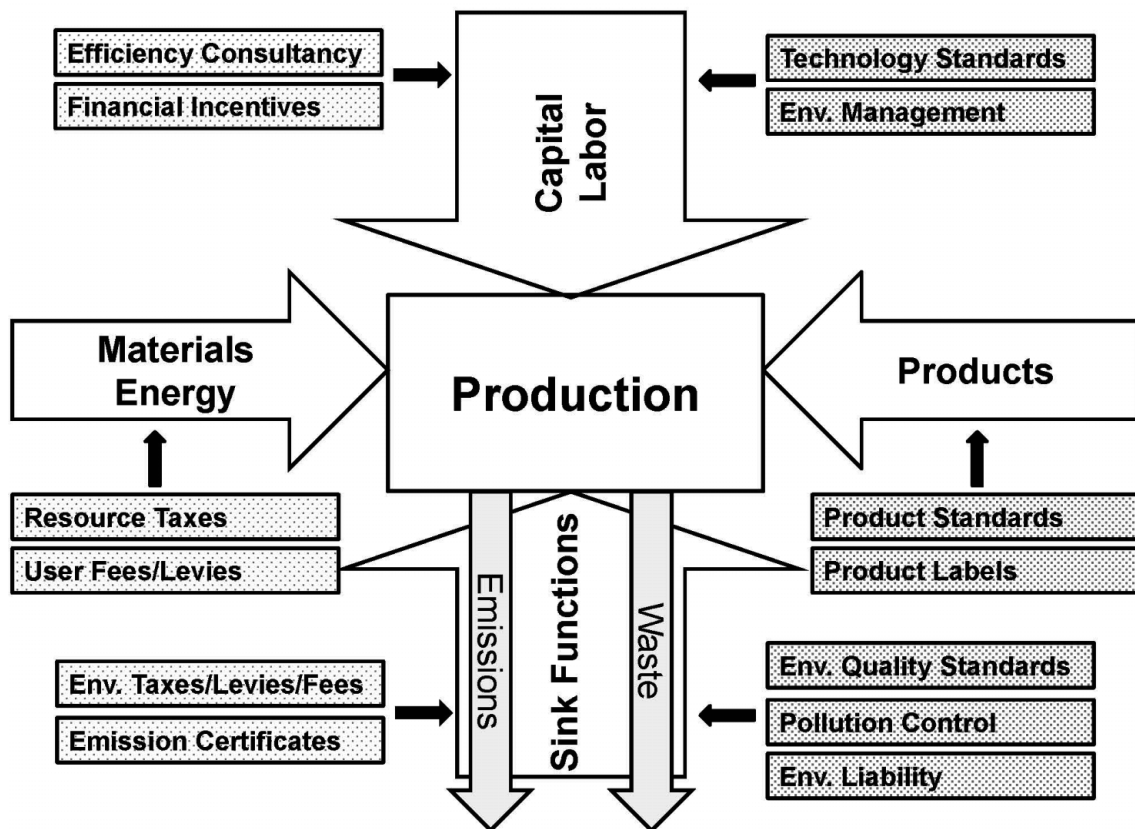 Efficiency Consultancy
Financial Incentives
Capital
Labor
Technology Standards
Env. Management
Materials
Energy
Production
Products
Resource Taxes
User Fees/Levies
Product Standards
Product Labels
Emissions
Sink Functions
Waste
Env. Taxes/Levies/Fees
Emission Certificates
Env. Quality Standards
Pollution Control
Env. Liability